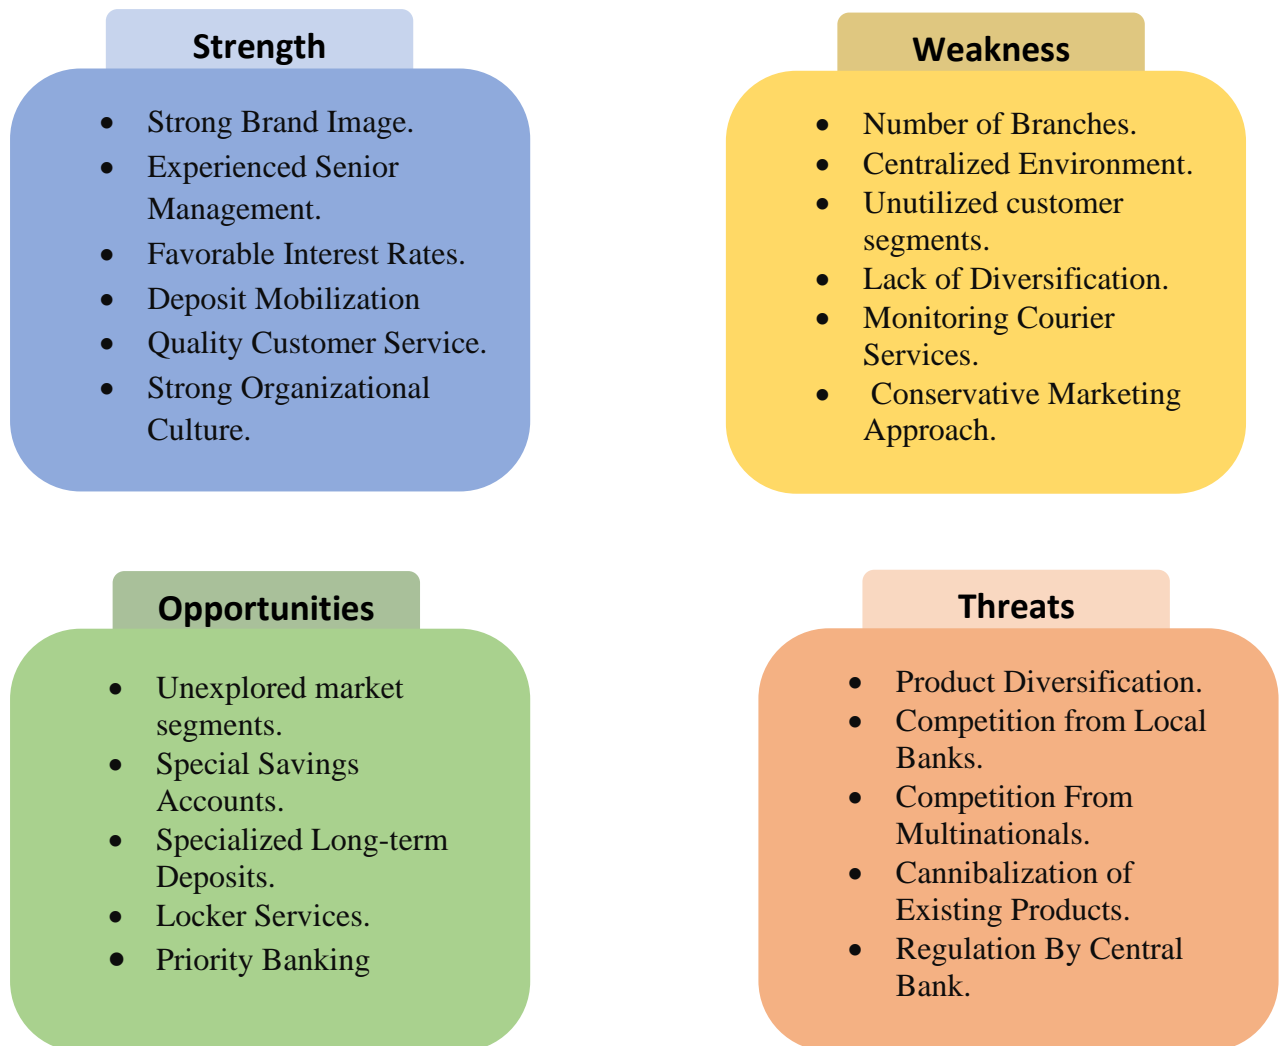 Strength
• Strong Brand Image.
• Experienced Senior
Management.
• Favorable Interest Rates.
• Deposit Mobilization
• Quality Customer Service.
• Strong Organizational
Culture.
Weakness
• Number of Branches.
• Centralized Environment.
• Unutilized customer
segments.
• Lack of Diversification.
• Monitoring Courier
Services.
• Conservative Marketing
Approach.
Opportunities
• Unexplored market
segments.
• Special Savings
Accounts.
• Specialized Long-term
Deposits.
• Locker Services.
• Priority Banking
Threats
• Product Diversification.
• Competition from Local
Banks.
• Competition From
Multinationals.
• Cannibalization of
Existing Products.
• Regulation By Central
Bank.